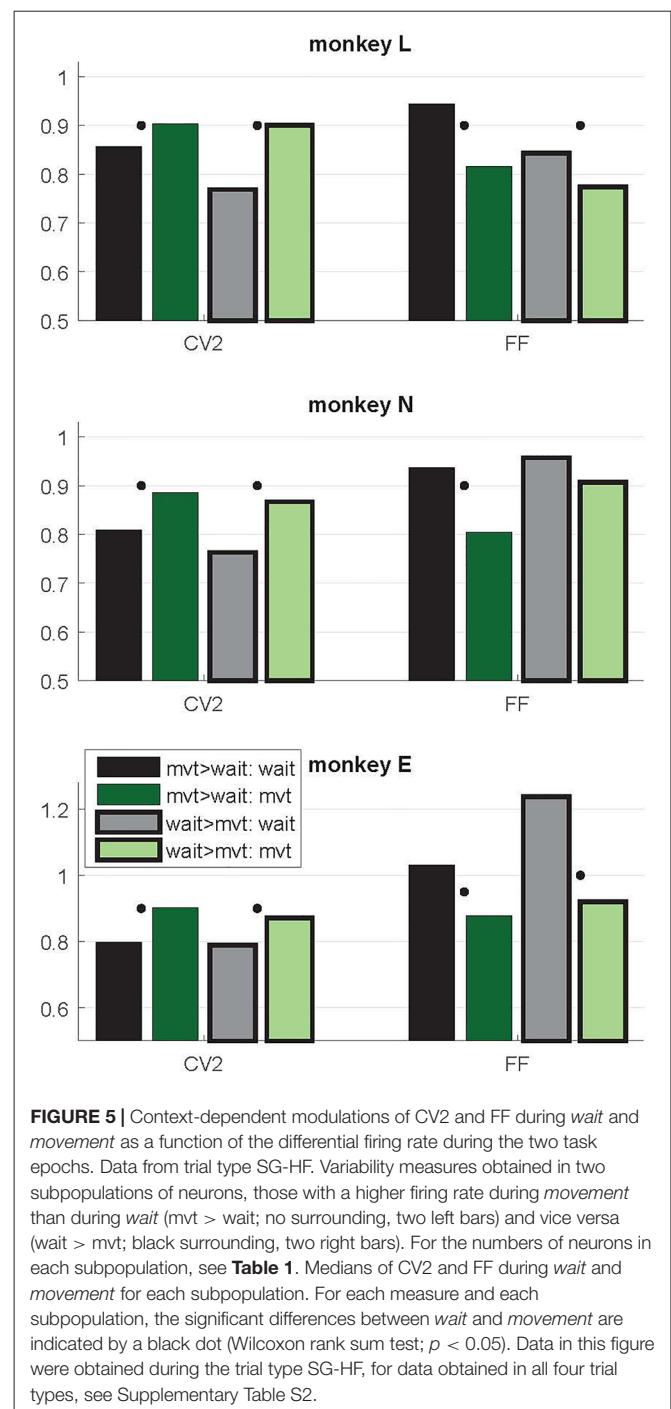 monkey L
1
0.9
0.8
0.7
0.6
0.5
CV2 FF
monkey N
1
0.9
0.8
0.7
0.6
0.5
CV2 FF
monkey E
mvt>wait: wait
mvt>wait: mvt
wait>mvt: wait
wait>mvt: mvt
1.2
1
0.8
0.6
CV2 FF
FIGURE 5 | Context-dependent modulations of CV2 and FF during wait and
movement as a function of the differential firing rate during the two task
epochs. Data from trial type SG-HF. Variability measures obtained in two
subpopulations of neurons, those with a higher firing rate during movement
than during wait (mvt > wait; no surrounding, two left bars) and vice versa
(wait > mvt; black surrounding, two right bars). For the numbers of neurons in
each subpopulation, see Table 1. Medians of CV2 and FF during wait and
movement for each subpopulation. For each measure and each
subpopulation, the significant differences between wait and movement are
indicated by a black dot (Wilcoxon rank sum test; p < 0.05). Data in this figure
were obtained during the trial type SG-HF, for data obtained in all four trial
types, see Supplementary Table S2.